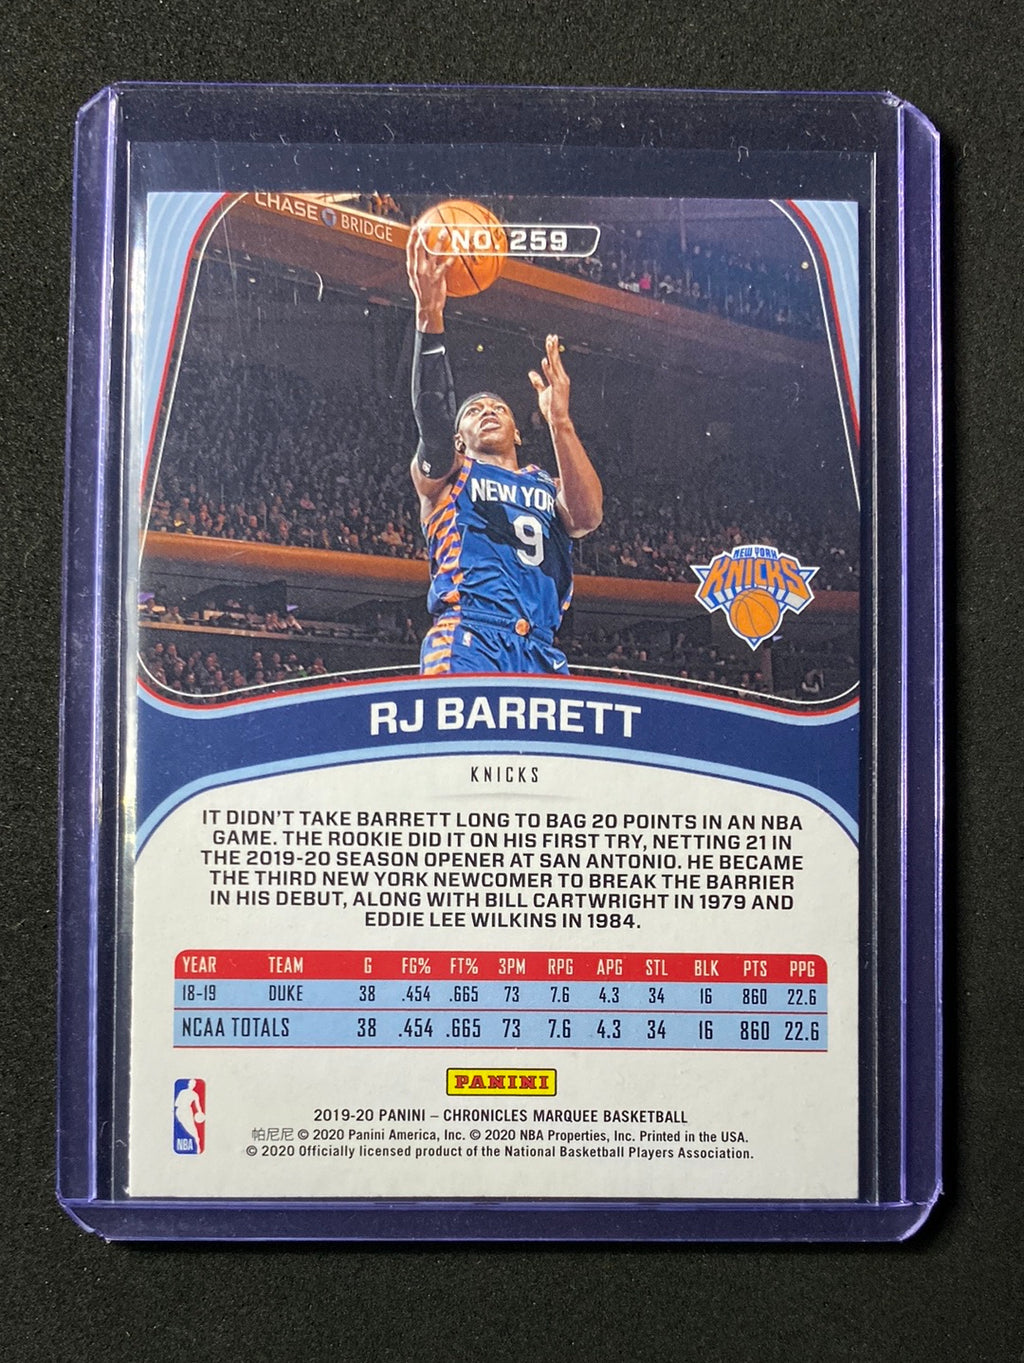 CHASE BRIDGE
NO. 259
NEW YOR
9
NEW YORK
KNICKS
RJ BARRETT
KNICKS
IT DIDN'T TAKE BARRETT LONG TO BAG 20 POINTS IN AN NBA
GAME. THE ROOKIE DID IT ON HIS FIRST TRY, NETTING 21 IN
THE 2019-20 SEASON OPENER AT SAN ANTONIO. HE BECAME
THE THIRD NEW YORK NEWCOMER TO BREAK THE BARRIER
IN HIS DEBUT, ALONG WITH BILL CARTWRIGHT IN 1979 AND
EDDIE LEE WILKINS IN 1984.
YEAR TEAM G FG% FT% 3PM RPG APG STL BLK PTS PPG
18-19 DUKE 38 .454 .665 73 7.6 4.3 34 16 860 22.6
NCAA TOTALS 38 .454 .665 73 7.6 4.3 34 16 860 22.6
PANINI
NBA
2019-20 PANINI – CHRONICLES MARQUEE BASKETBALL
帕尼尼 © 2020 Panini America, Inc. © 2020 NBA Properties, Inc. Printed in the USA.
© 2020 Officially licensed product of the National Basketball Players Association.